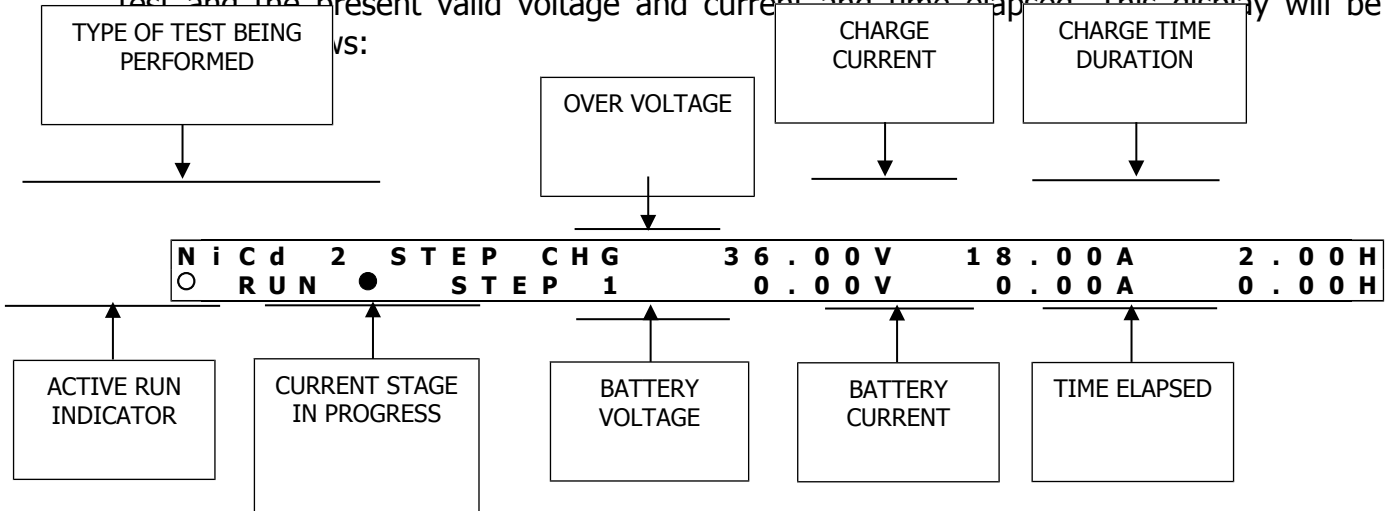 Test and the present valid voltage and current and time elapsed. This display will be
ws:
TYPE OF TEST BEING
PERFORMED
OVER VOLTAGE
CHARGE
CURRENT
CHARGE TIME
DURATION
NiCd 2 STEP CHG 36.00V 18.00A 2.00H
○ RUN ● STEP 1 0.00V 0.00A 0.00H
ACTIVE RUN
INDICATOR
CURRENT STAGE
IN PROGRESS
BATTERY
VOLTAGE
BATTERY
CURRENT
TIME ELAPSED